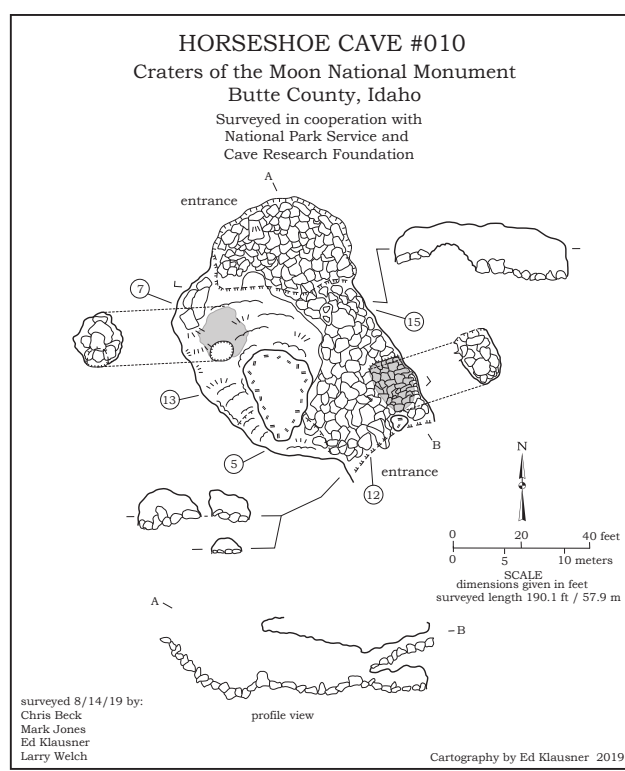 HORSESHOE CAVE #010
Craters of the Moon National Monument
Butte County, Idaho
Surveyed in cooperation with
National Park Service and
Cave Research Foundation
A
entrance
7
15
13
5
12
B
entrance
N
0 20 40 feet
0 5 10 meters
SCALE
dimensions given in feet
surveyed length 190.1 ft / 57.9 m
A
B
profile view
surveyed 8/14/19 by:
Chris Beck
Mark Jones
Ed Klausner
Larry Welch
Cartography by Ed Klausner 2019